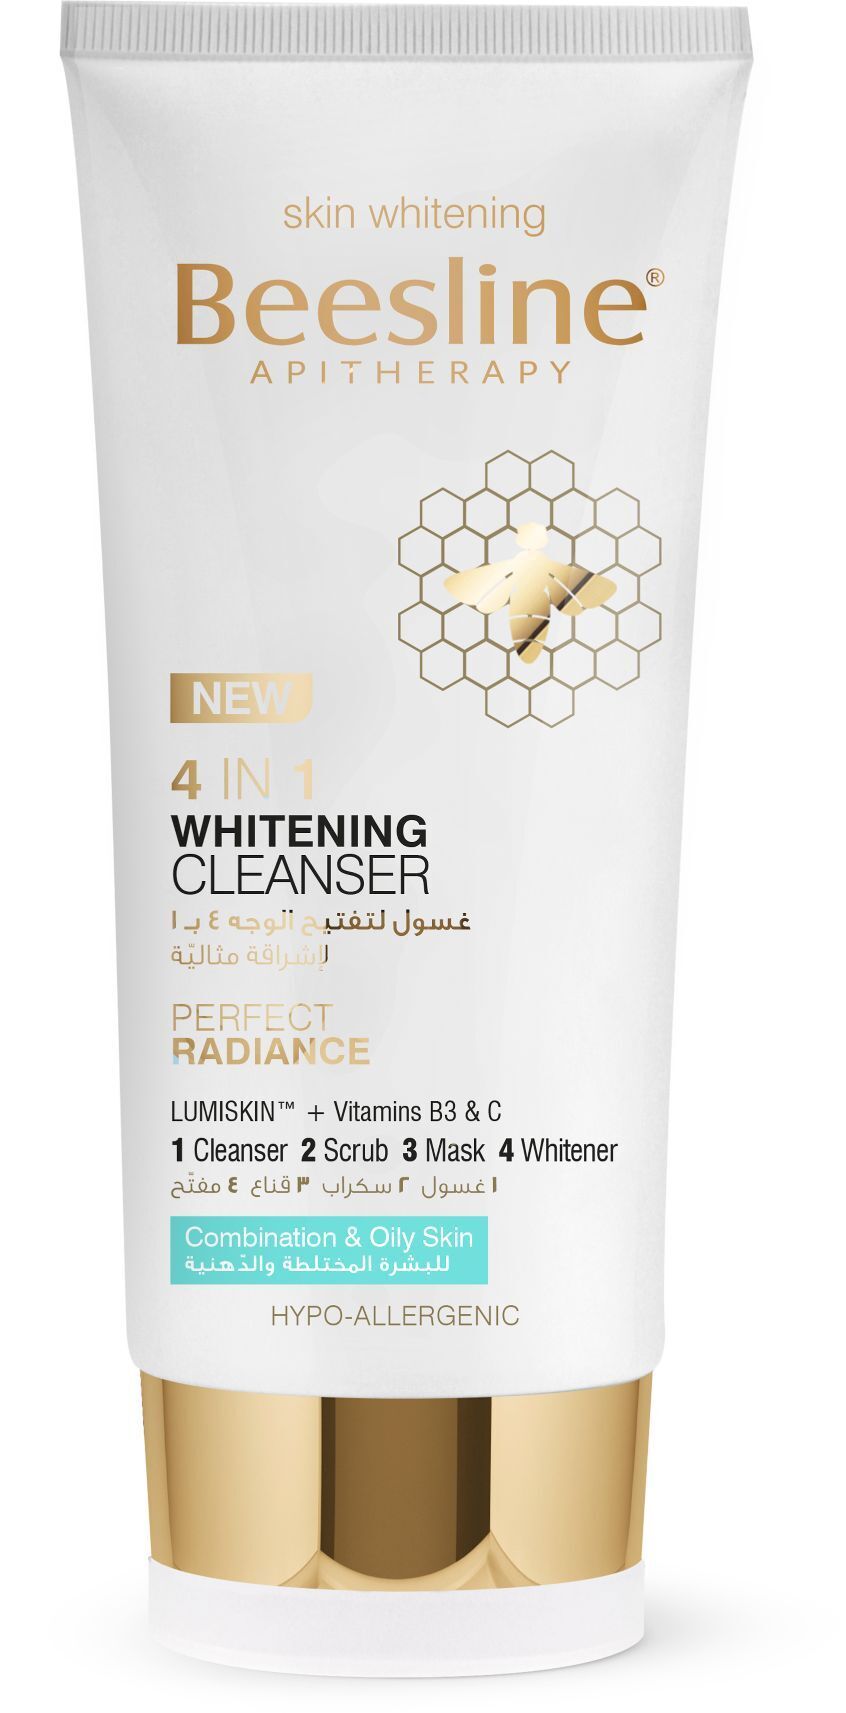 skin whitening
Beesline®
APITHERAPY
NEW
4 IN 1
WHITENING
CLEANSER
غسول لتفتيح الوجه ٤ بـ ١
لإشراقة مثاليّة
PERFECT
RADIANCE
LUMISKIN™ + Vitamins B3 & C
1 Cleanser 2 Scrub 3 Mask 4 Whitener
١ غسول ٢ سكراب ٣ قناع ٤ مفتّح
Combination & Oily Skin
للبشرة المختلطة والدّهنية
HYPO-ALLERGENIC